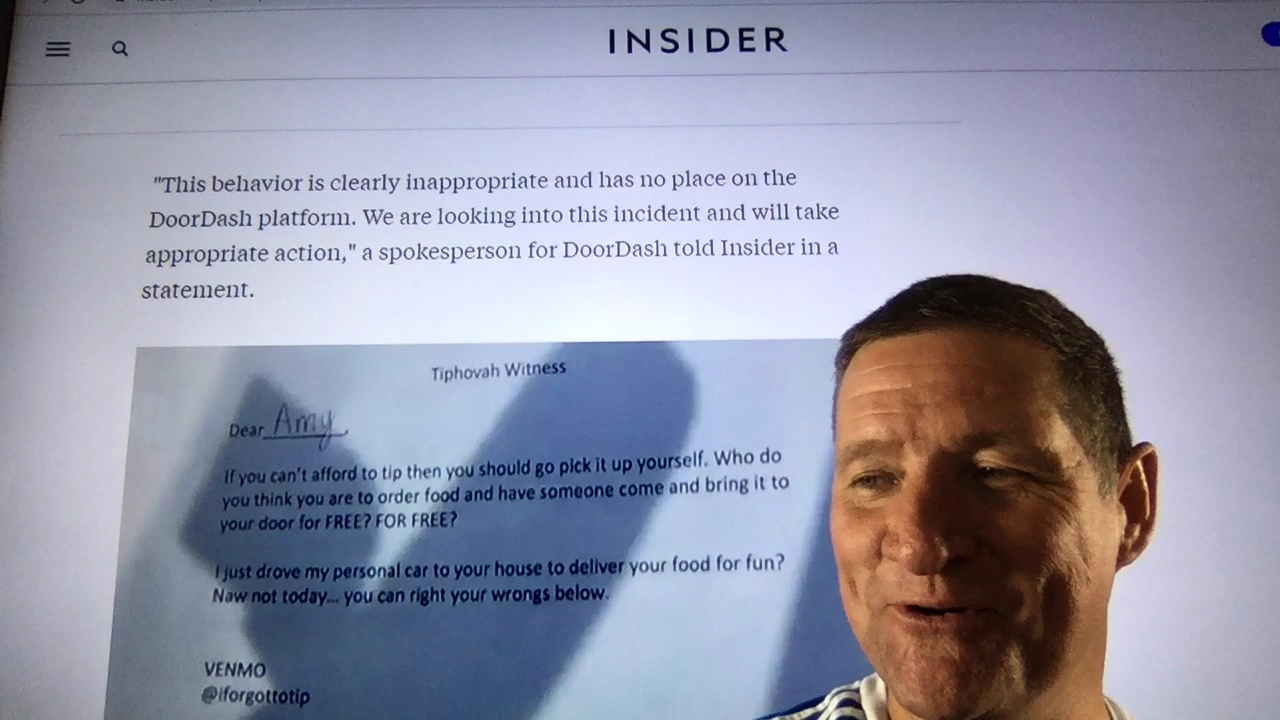 INSIDER
"This behavior is clearly inappropriate and has no place on the
DoorDash platform. We are looking into this incident and will take
appropriate action," a spokesperson for DoorDash told Insider in a
statement.
Tiphovah Witness
Dear Amy
If you can't afford to tip then you should go pick it up yourself. Who do
you think you are to order food and have someone come and bring it to
your door for FREE? FOR FREE?
I just drove my personal car to your house to deliver your food for fun?
Naw not today... you can right your wrongs below.
VENMO
@iforgottotip